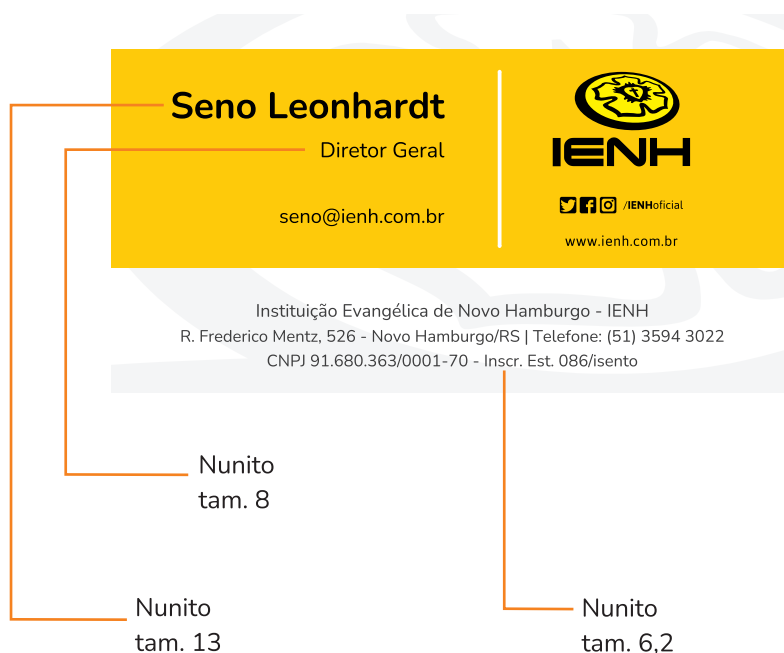 Seno Leonhardt
Diretor Geral
seno@ienh.com.br
IENH
/IENHoficial
www.ienh.com.br
Instituição Evangélica de Novo Hamburgo - IENH
R. Frederico Mentz, 526 - Novo Hamburgo/RS | Telefone: (51) 3594 3022
CNPJ 91.680.363/0001-70 - Inscr. Est. 086/isento
Nunito
tam. 8
Nunito
tam. 13
Nunito
tam. 6,2